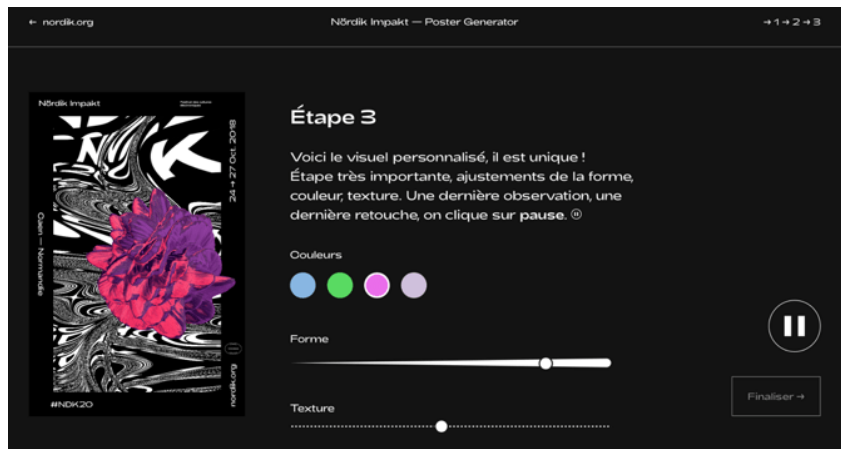 ← nordik.org
Nördik Impakt — Poster Generator
→1→2→3
Nördik Impakt
24 → 27 Oct. 2018
Caen — Normandie
nordik.org
#NDK20
Étape 3
Voici le visuel personnalisé, il est unique !
Étape très importante, ajustements de la forme,
couleur, texture. Une dernière observation, une
dernière retouche, on clique sur pause.
Couleurs
Forme
Texture
Finaliser →